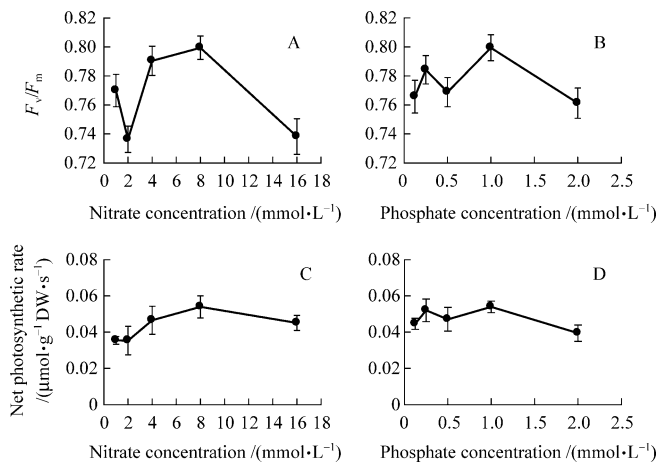 0.82
0.80
0.78
0.76
0.74
0.72
Fv/Fm
A
0 2 4 6 8 10 12 14 16 18
Nitrate concentration /(mmol•L⁻¹)
0.82
0.80
0.78
0.76
0.74
0.72
B
0 0.5 1.0 1.5 2.0 2.5
Phosphate concentration /(mmol•L⁻¹)
Net photosynthetic rate
/(μmol•g⁻¹ DW•s⁻¹)
0.08
0.06
0.04
0.02
0
C
0 2 4 6 8 10 12 14 16 18
Nitrate concentration /(mmol•L⁻¹)
0.08
0.06
0.04
0.02
0
D
0 0.5 1.0 1.5 2.0 2.5
Phosphate concentration /(mmol•L⁻¹)